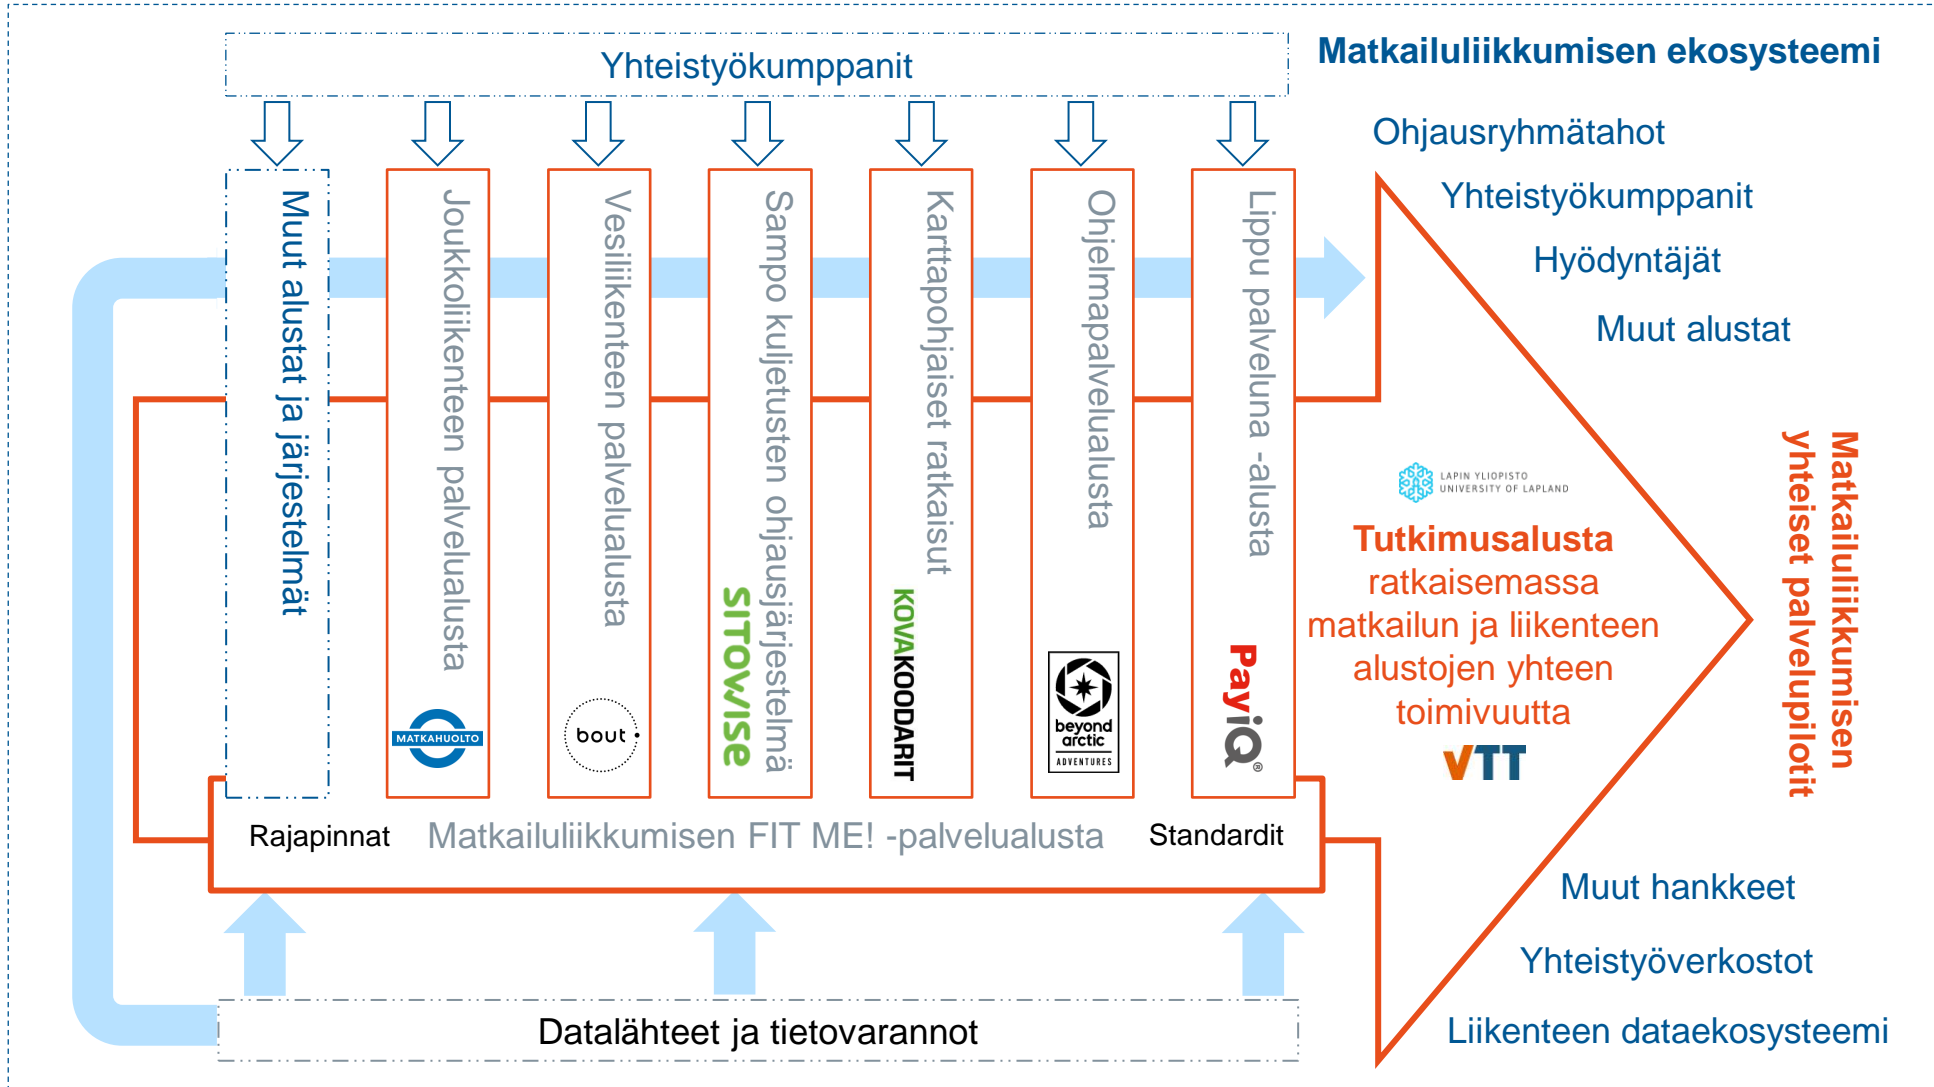 Yhteistyökumppanit
Matkailuliikkumisen ekosysteemi
Ohjausryhmätahot
Yhteistyökumppanit
Hyödyntäjät
Muut alustat
Muut alustat ja järjestelmät
Joukkoliikenteen palvelualusta
MATKAHUOLTO
Vesiliikenteen palvelualusta
bout
Sampo kuljetusten ohjausjärjestelmä
SITOWISE
Karttapohjaiset ratkaisut
KOVAKOODARIT
Ohjelmapalvelualusta
beyond
arctic
ADVENTURES
Lippu palveluna -alusta
PayiQ®
LAPIN YLIOPISTO
UNIVERSITY OF LAPLAND
Tutkimusalusta
ratkaisemassa
matkailun ja liikenteen
alustojen yhteen
toimivuutta
VTT
Matkailuliikkumisen
yhteiset palvelupilotit
Rajapinnat
Matkailuliikkumisen FIT ME! -palvelualusta
Standardit
Muut hankkeet
Yhteistyöverkostot
Liikenteen dataekosysteemi
Datalähteet ja tietovarannot